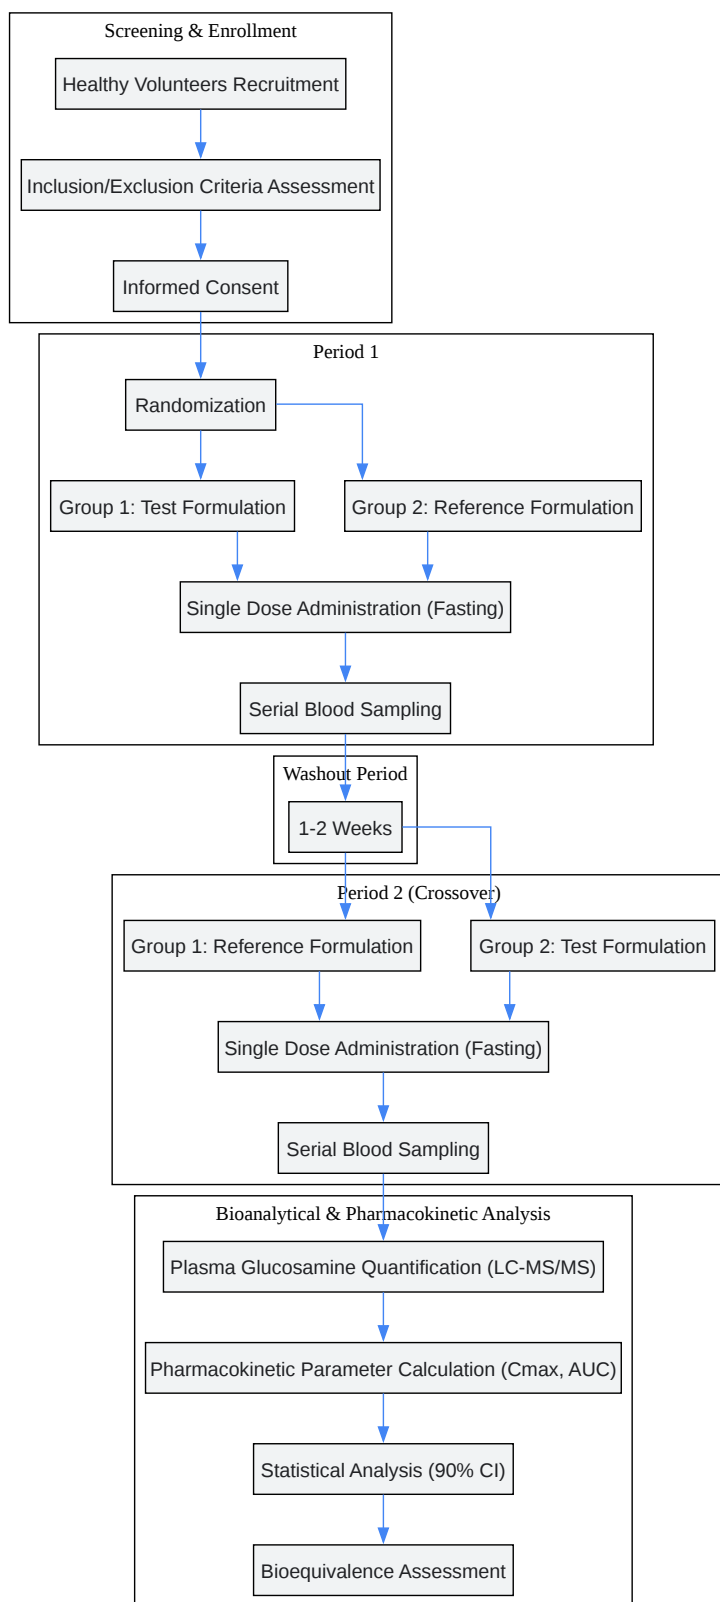 Screening & Enrollment
Healthy Volunteers Recruitment
Inclusion/Exclusion Criteria Assessment
Informed Consent
Period 1
Randomization
Group 1: Test Formulation
Group 2: Reference Formulation
Single Dose Administration (Fasting)
Serial Blood Sampling
Washout Period
1-2 Weeks
Period 2 (Crossover)
Group 1: Reference Formulation
Group 2: Test Formulation
Single Dose Administration (Fasting)
Serial Blood Sampling
Bioanalytical & Pharmacokinetic Analysis
Plasma Glucosamine Quantification (LC-MS/MS)
Pharmacokinetic Parameter Calculation (Cmax, AUC)
Statistical Analysis (90% CI)
Bioequivalence Assessment